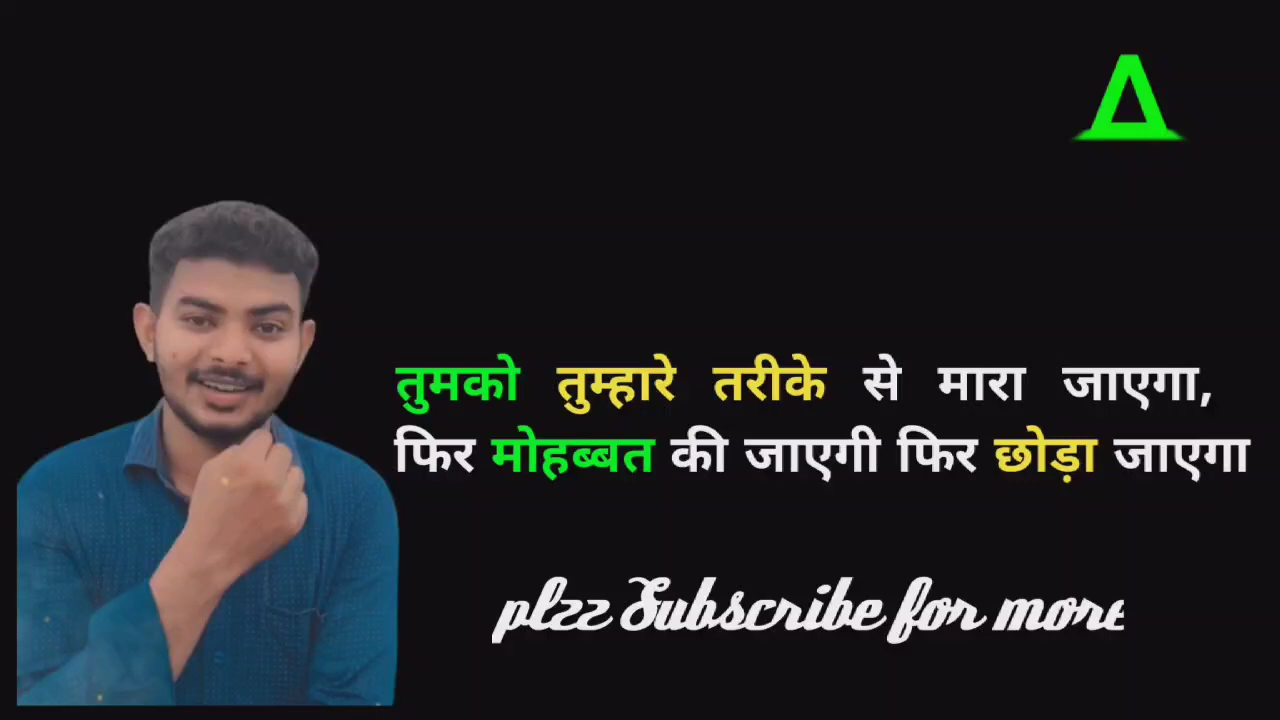 तुमको तुम्हारे तरीके से मारा जाएगा,
फिर मोहब्बत की जाएगी फिर छोड़ा जाएगा
plzz Subscribe for more